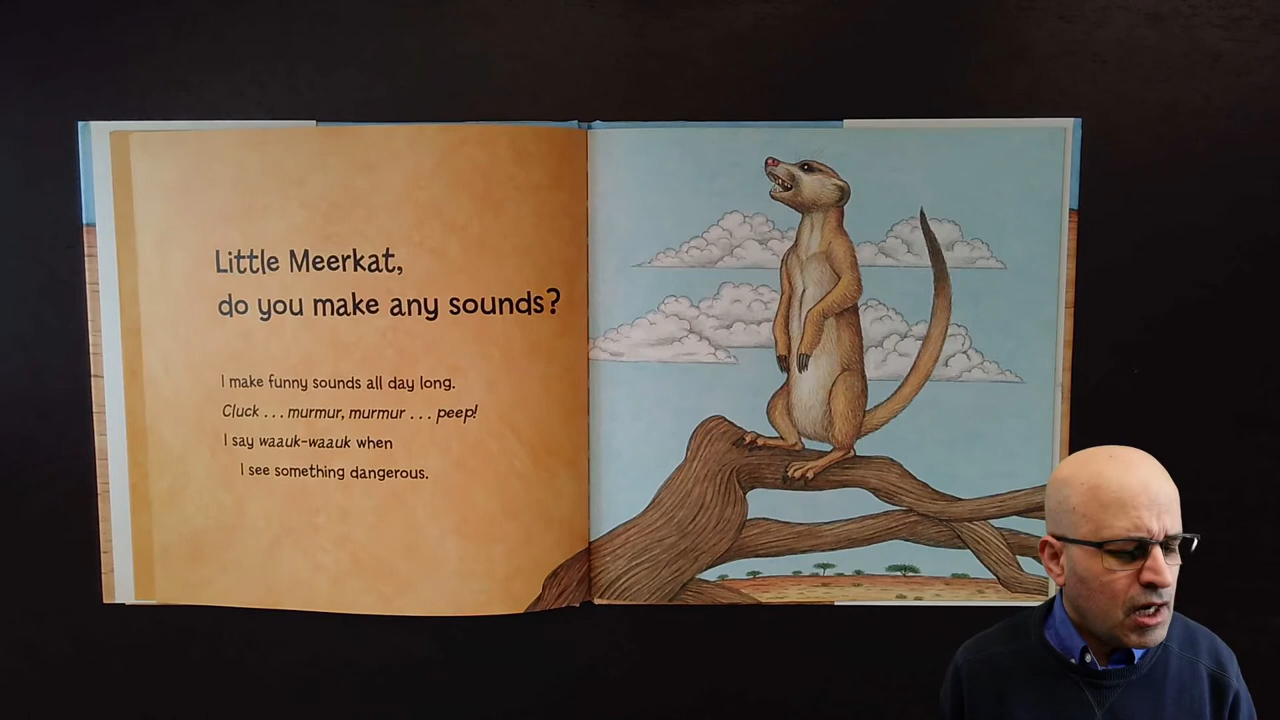 Little Meerkat,
do you make any sounds?
I make funny sounds all day long.
Cluck . . . murmur, murmur . . . peep!
I say waauk-waauk when
I see something dangerous.